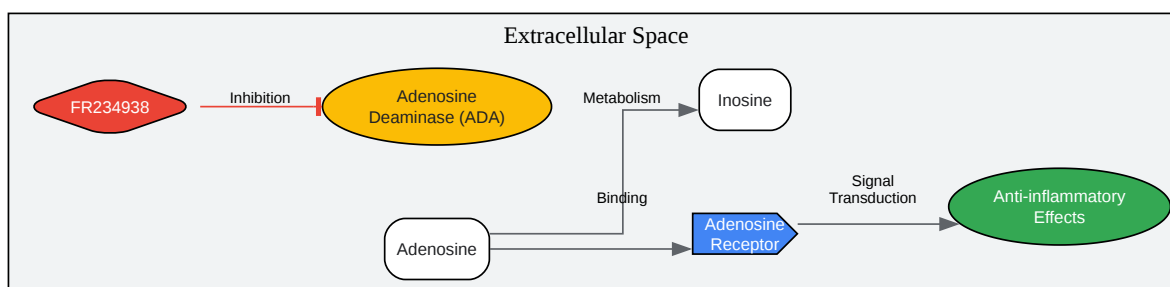 Extracellular Space
FR234938
Inhibition
Adenosine
Deaminase (ADA)
Metabolism
Inosine
Adenosine
Binding
Adenosine
Receptor
Signal
Transduction
Anti-inflammatory
Effects